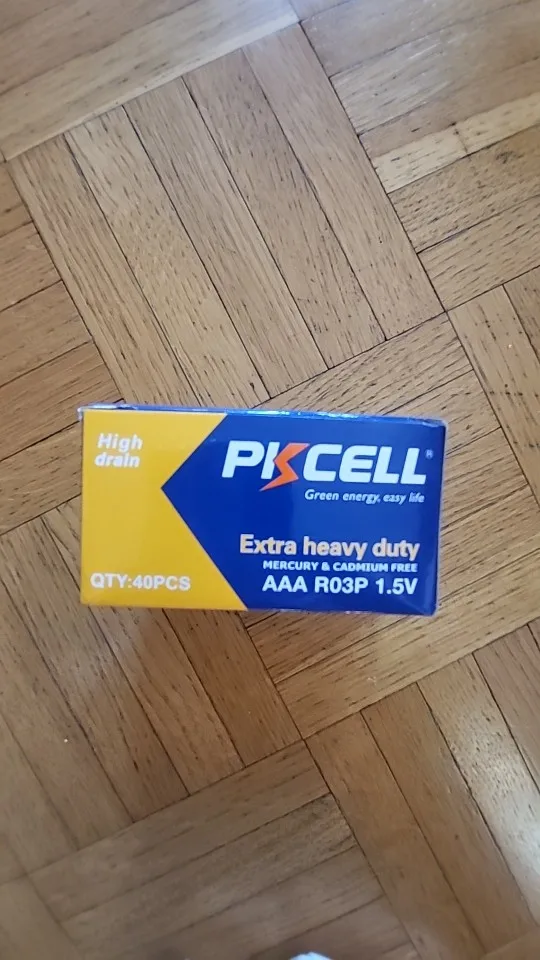 High
drain
PKCELL®
Green energy, easy life
Extra heavy duty
MERCURY & CADMIUM FREE
QTY:40PCS
AAA R03P 1.5V